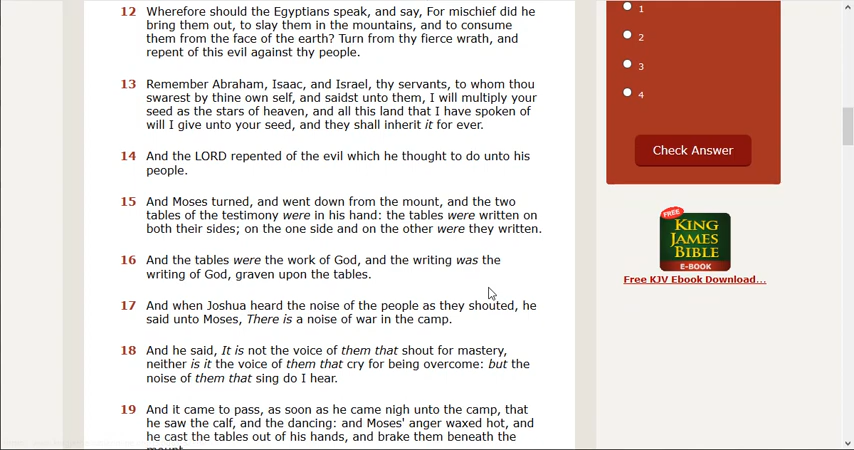 12 Wherefore should the Egyptians speak, and say, For mischief did he
bring them out, to slay them in the mountains, and to consume
them from the face of the earth? Turn from thy fierce wrath, and
repent of this evil against thy people.
13 Remember Abraham, Isaac, and Israel, thy servants, to whom thou
swarest by thine own self, and saidst unto them, I will multiply your
seed as the stars of heaven, and all this land that I have spoken of
will I give unto your seed, and they shall inherit it for ever.
14 And the LORD repented of the evil which he thought to do unto his
people.
15 And Moses turned, and went down from the mount, and the two
tables of the testimony were in his hand: the tables were written on
both their sides; on the one side and on the other were they written.
16 And the tables were the work of God, and the writing was the
writing of God, graven upon the tables.
17 And when Joshua heard the noise of the people as they shouted, he
said unto Moses, There is a noise of war in the camp.
18 And he said, It is not the voice of them that shout for mastery,
neither is it the voice of them that cry for being overcome: but the
noise of them that sing do I hear.
19 And it came to pass, as soon as he came nigh unto the camp, that
he saw the calf, and the dancing: and Moses' anger waxed hot, and
he cast the tables out of his hands, and brake them beneath the
mount.
1
2
3
4
Check Answer
FREE
KING
JAMES
BIBLE
E-BOOK
Free KJV Ebook Download...